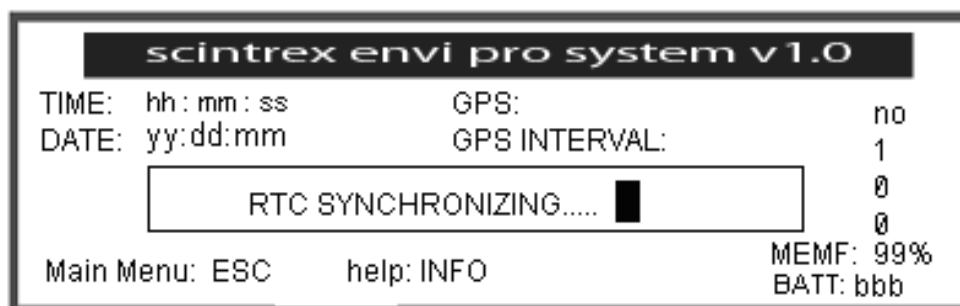 scintrex envi pro system v1.0
TIME: hh : mm : ss GPS: no
DATE: yy:dd:mm GPS INTERVAL: 1
RTC SYNCHRONIZING..... 0
0
Main Menu: ESC help: INFO MEMF: 99%
BATT: bbb